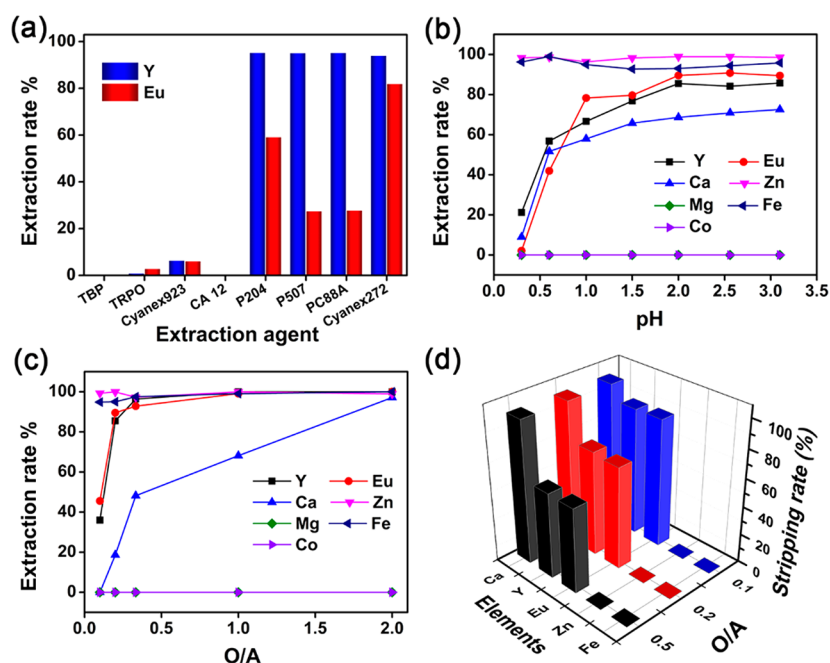 (a)
100
80
60
40
20
0
Extraction rate %
Y
Eu
TBP
TRPO
Cyanex923
CA 12
P204
P507
PC88A
Cyanex272
Extraction agent
(b)
120
100
80
60
40
20
0
Extraction rate %
Y Eu
Ca Zn
Mg Fe
Co
0.0 0.5 1.0 1.5 2.0 2.5 3.0 3.5
pH
(c)
100
80
60
40
20
0
Extraction rate %
Y Eu
Ca Zn
Mg Fe
Co
0.0 0.5 1.0 1.5 2.0
O/A
(d)
100
80
60
40
20
0
Stripping rate (%)
Ca
Y
Eu
Zn
Fe
Elements
0.5
0.2
0.1
O/A